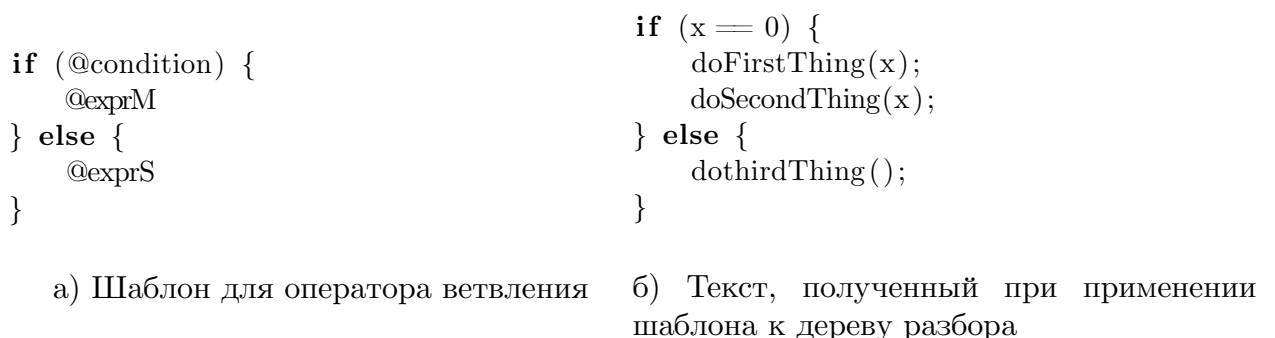 if (@condition) {
    @exprM
} else {
    @exprS
}
а) Шаблон для оператора ветвления
if (x == 0) {
    doFirstThing(x);
    doSecondThing(x);
} else {
    dothirdThing();
}
б) Текст, полученный при применении
шаблона к дереву разбора